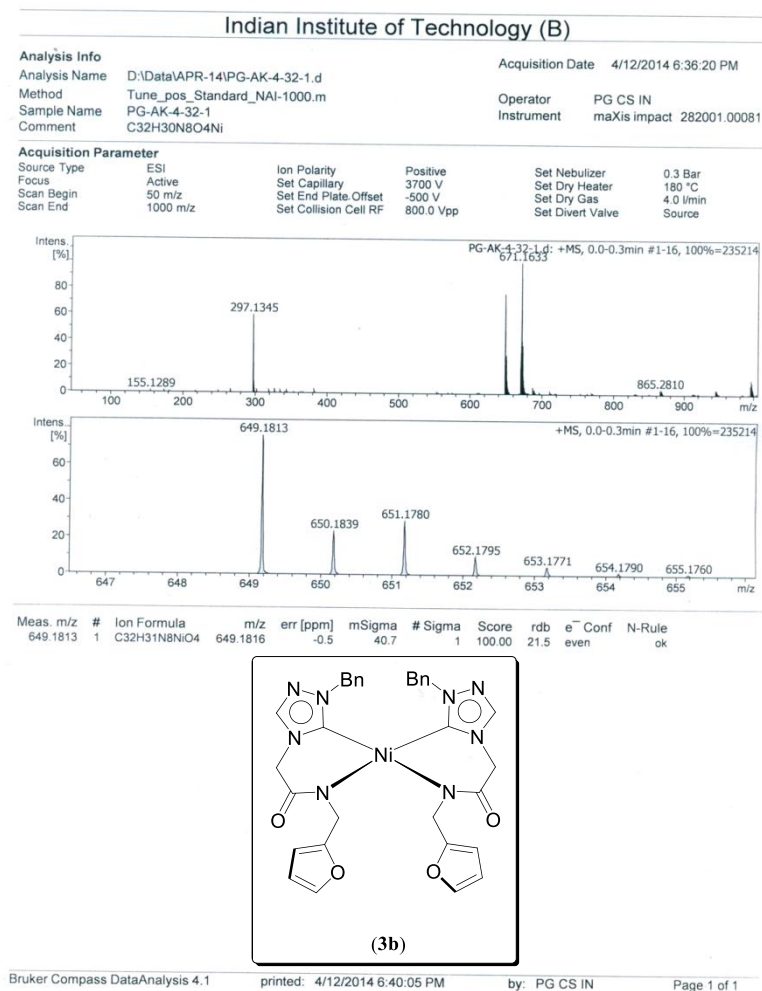 Indian Institute of Technology (B)
Analysis Info
Acquisition Date 4/12/2014 6:36:20 PM
Analysis Name D:\Data\APR-14\PG-AK-4-32-1.d
Method Tune_pos_Standard_NAI-1000.m
Operator PG CS IN
Sample Name PG-AK-4-32-1
Instrument maXis impact 282001.00081
Comment C32H30N8O4Ni
Acquisition Parameter
Source Type ESI Ion Polarity Positive Set Nebulizer 0.3 Bar
Focus Active Set Capillary 3700 V Set Dry Heater 180 °C
Scan Begin 50 m/z Set End Plate Offset -500 V Set Dry Gas 4.0 l/min
Scan End 1000 m/z Set Collision Cell RF 800.0 Vpp Set Divert Valve Source
Intens.
[%]
PG-AK-4-32-1.d: +MS, 0.0-0.3min #1-16, 100%=235214
671.1633
80
297.1345
60
40
20
155.1289
865.2810
0
100 200 300 400 500 600 700 800 900 m/z
Intens.
[%]
649.1813
+MS, 0.0-0.3min #1-16, 100%=235214
60
40
651.1780
650.1839
20
652.1795
653.1771
654.1790
655.1760
0
647 648 649 650 651 652 653 654 655 m/z
Meas. m/z # Ion Formula m/z err [ppm] mSigma # Sigma Score rdb e⁻ Conf N-Rule
649.1813 1 C32H31N8NiO4 649.1816 -0.5 40.7 1 100.00 21.5 even ok
Bn Bn
N N N N
N N
Ni
N N
O O
O O
(3b)
Bruker Compass DataAnalysis 4.1 printed: 4/12/2014 6:40:05 PM by: PG CS IN Page 1 of 1